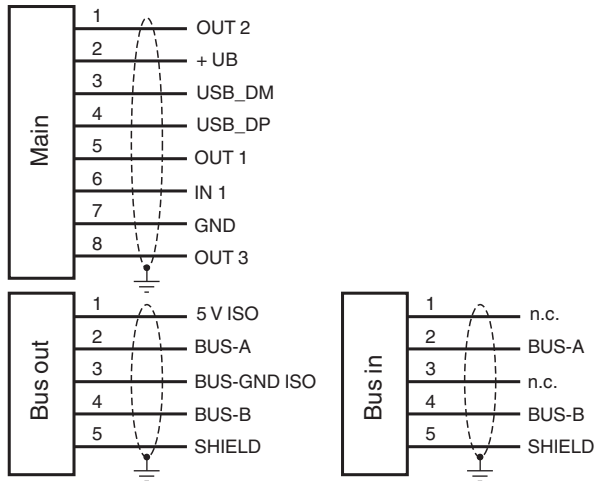 Main
1 OUT 2
2 + UB
3 USB_DM
4 USB_DP
5 OUT 1
6 IN 1
7 GND
8 OUT 3
Bus out
1 5 V ISO
2 BUS-A
3 BUS-GND ISO
4 BUS-B
5 SHIELD
Bus in
1 n.c.
2 BUS-A
3 n.c.
4 BUS-B
5 SHIELD